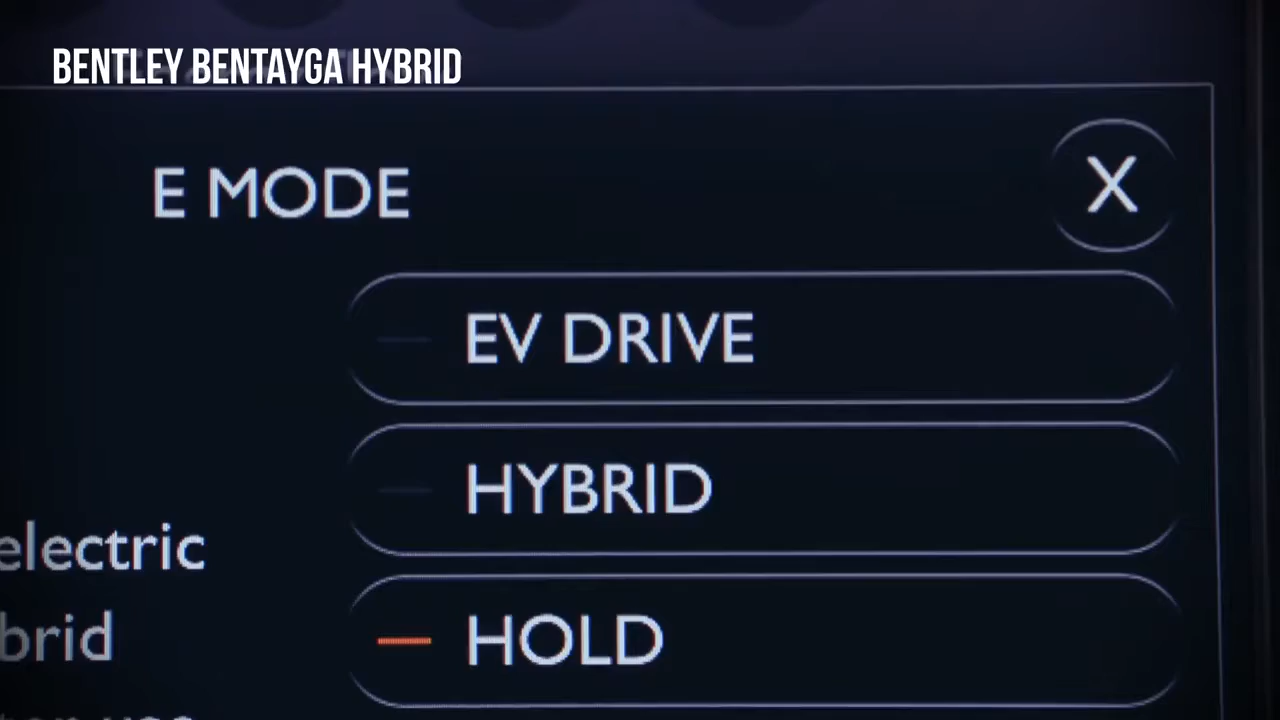 BENTLEY BENTAYGA HYBRID
E MODE
X
EV DRIVE
HYBRID
electric
brid
HOLD